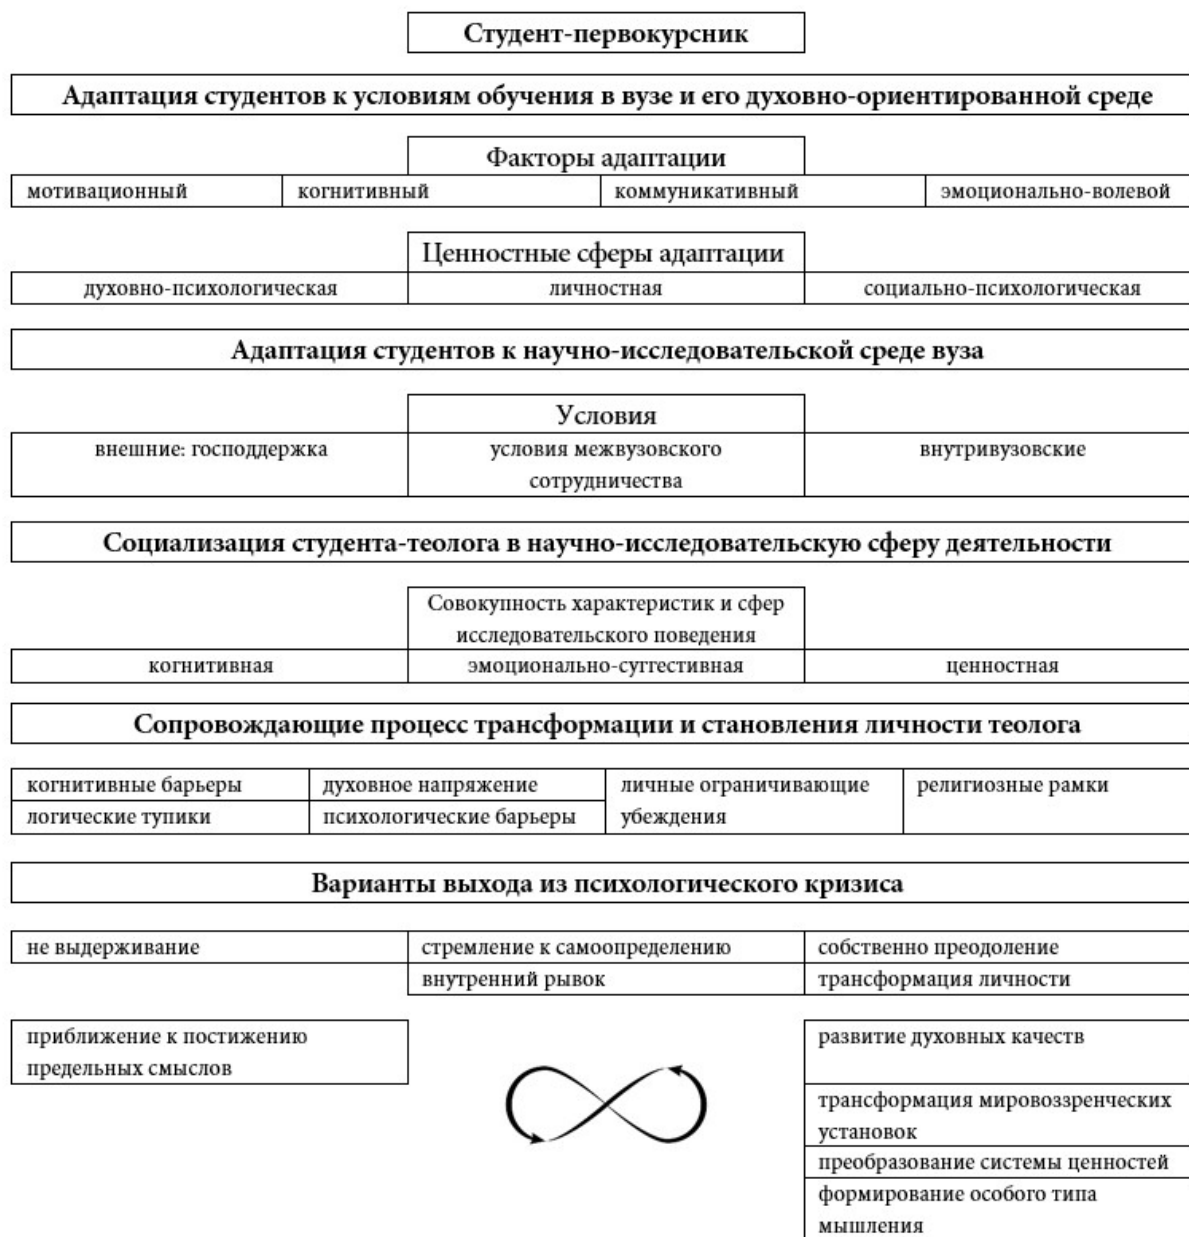 Студент-первокурсник
Адаптация студентов к условиям обучения в вузе и его духовно-ориентированной среде
Факторы адаптации
мотивационный когнитивный коммуникативный эмоционально-волевой
Ценностные сферы адаптации
духовно-психологическая личностная социально-психологическая
Адаптация студентов к научно-исследовательской среде вуза
Условия
внешние: господдержка условия межвузовского внутривузовские
сотрудничества
Социализация студента-теолога в научно-исследовательскую сферу деятельности
Совокупность характеристик и сфер
исследовательского поведения
когнитивная эмоционально-суггестивная ценностная
Сопровождающие процесс трансформации и становления личности теолога
когнитивные барьеры духовное напряжение личные ограничивающие религиозные рамки
логические тупики психологические барьеры убеждения
Варианты выхода из психологического кризиса
не выдерживание стремление к самоопределению собственно преодоление
внутренний рывок трансформация личности
приближение к постижению развитие духовных качеств
предельных смыслов
трансформация мировоззренческих
установок
преобразование системы ценностей
формирование особого типа
мышления